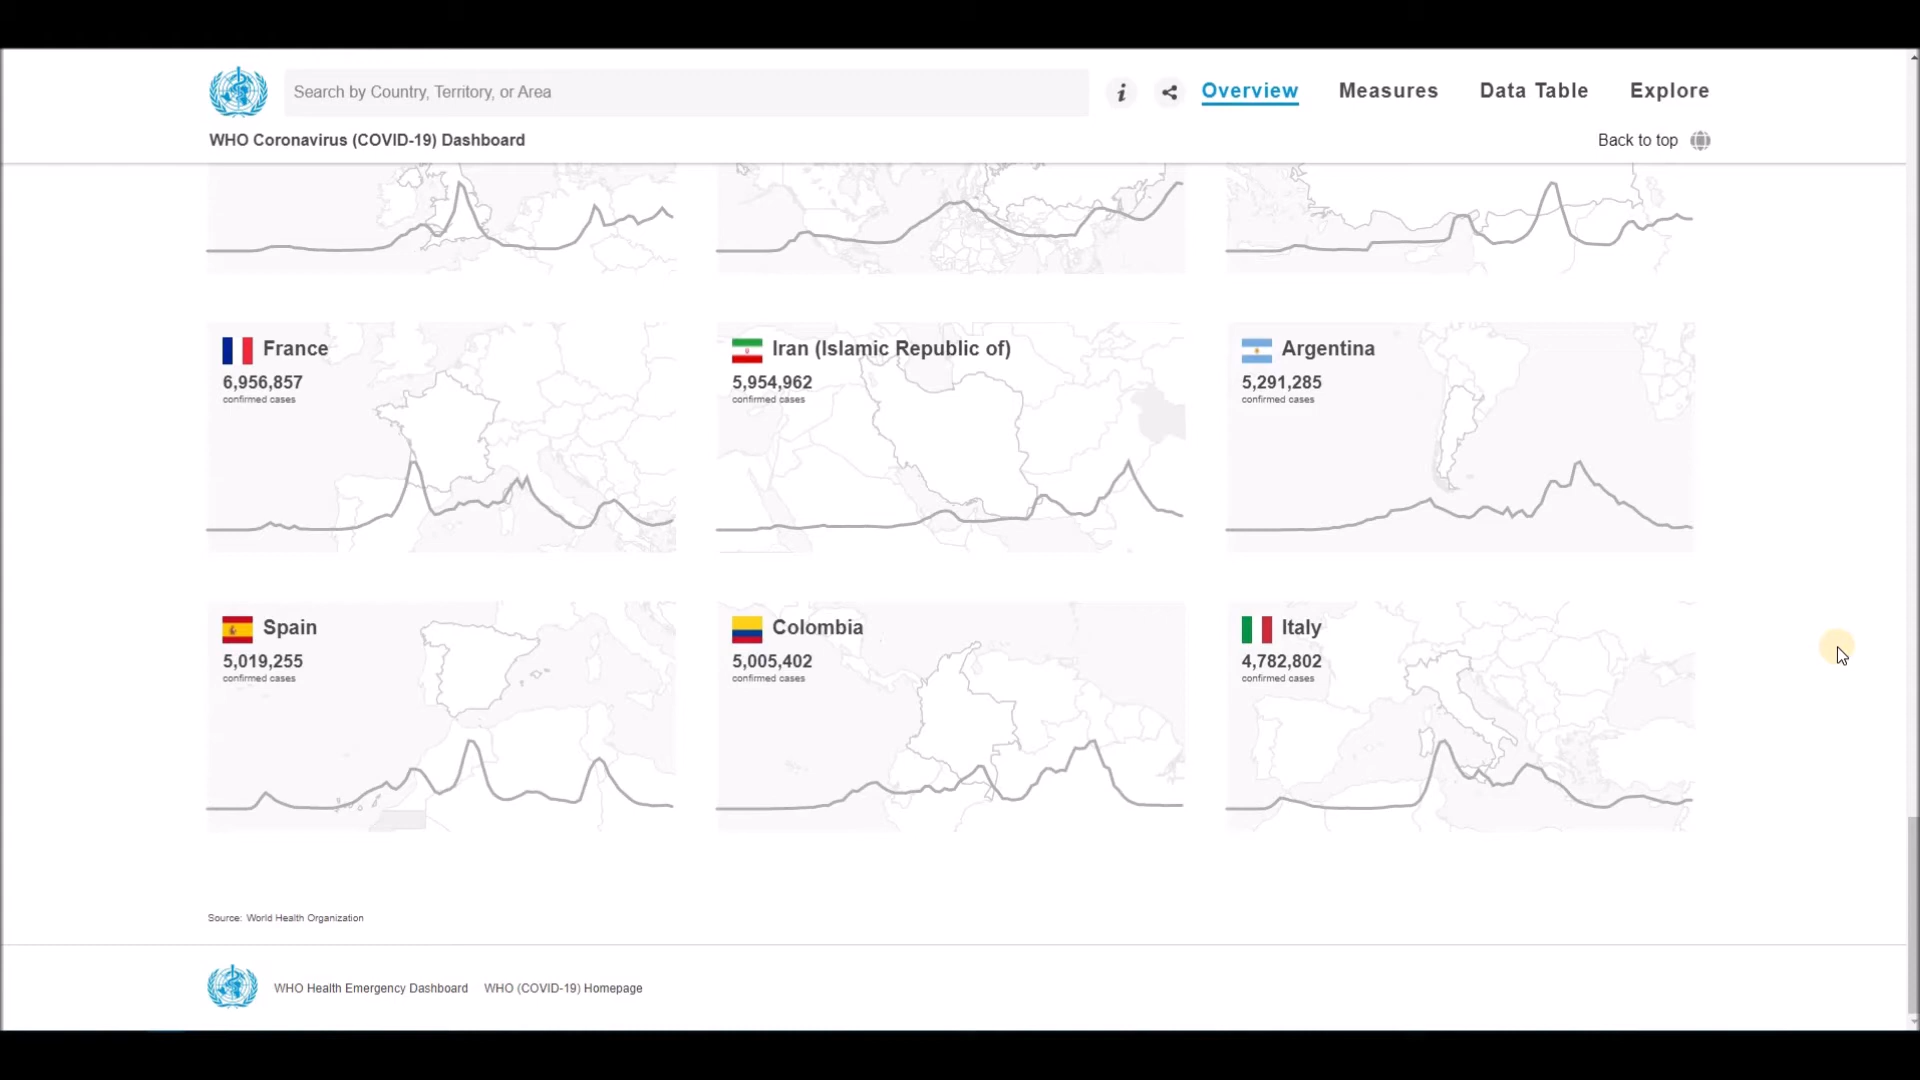 Search by Country, Territory, or Area
Overview
Measures
Data Table
Explore
WHO Coronavirus (COVID-19) Dashboard
Back to top
France
6,956,857
confirmed cases
Iran (Islamic Republic of)
5,954,962
confirmed cases
Argentina
5,291,285
confirmed cases
Spain
5,019,255
confirmed cases
Colombia
5,005,402
confirmed cases
Italy
4,782,802
confirmed cases
Source: World Health Organization
WHO Health Emergency Dashboard
WHO (COVID-19) Homepage